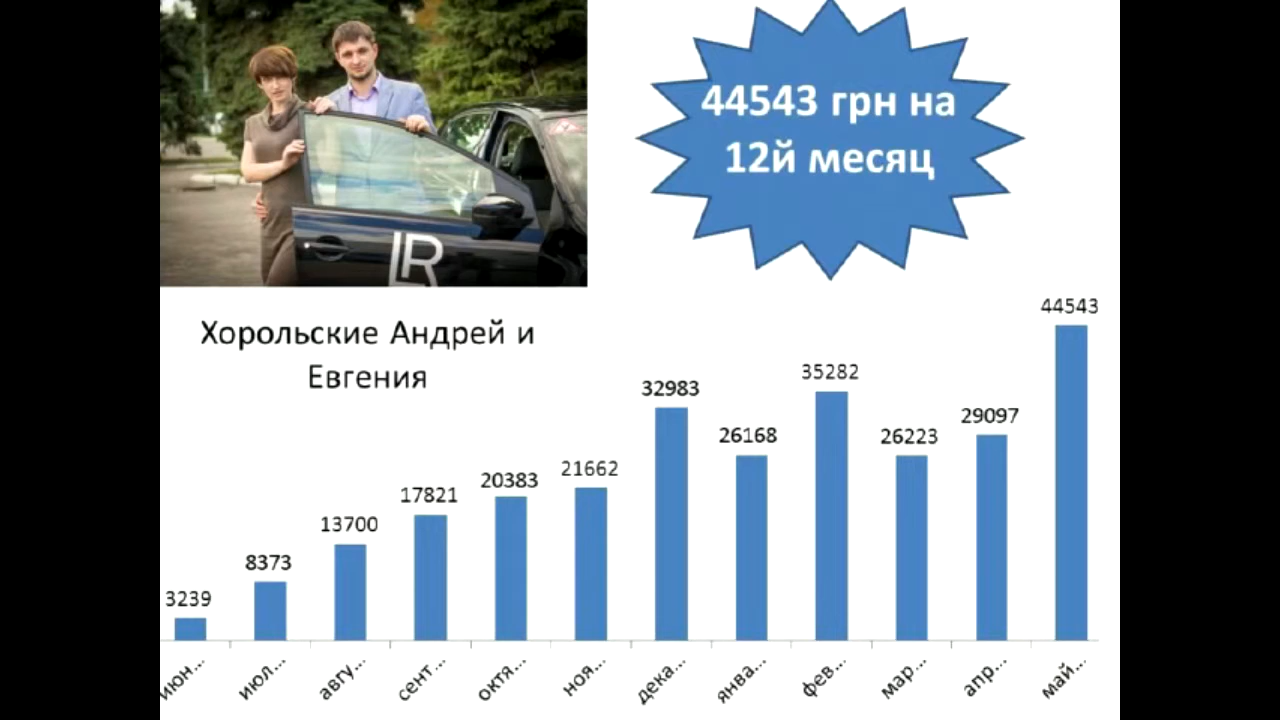 LR
44543 грн на
12й месяц
Хорольские Андрей и
Евгения
3239
8373
13700
17821
20383
21662
32983
26168
35282
26223
29097
44543
июн...
июл...
авгу...
сент...
октя...
ноя...
дека...
янва...
фев...
мар...
апр...
май...